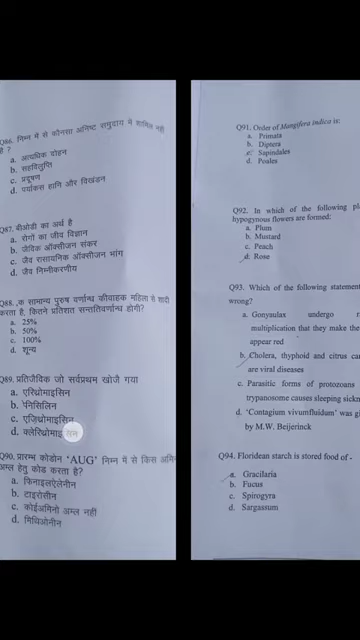 Q86. निम्न में से कौनसा अनिष्ट समुदाय में शामिल नहीं
है ?
a. अत्यधिक दोहन
b. सहविलुप्ति
c. प्रदूषण
d. पर्यावास हानि और विखंडन
Q87. बीओडी का अर्थ है
a. रोगों का जीव विज्ञान
b. जैविक ऑक्सीजन संकर
c. जैव रासायनिक ऑक्सीजन भांग
d. जैव निम्नीकरणीय
Q88. ,क सामान्य पुरुष वर्णान्ध कीवाहक महिला से शादी
करता है, कितने प्रतिशत सन्ततिवर्णान्ध होगी?
a. 25%
b. 50%
c. 100%
d. शून्य
Q89. प्रतिजैविक जो सर्वप्रथम खोजे गया
a. एरिथ्रोमाइसिन
b. पेनिसिलिन
c. एज़िथ्रोमाइसिन
d. क्लेरिथ्रोमाइसिन
Q90. प्रारम्भ कोडोन 'AUG' निम्न में से किस
अम्ल हेतु कोड करता है?
a. फिनाइलऐलेनीन
b. टाइरोसीन
c. कोईअमिनो अम्ल नहीं
d. मिथिओनीन
Q91. Order of Mangifera indica is:
a. Primata
b. Diptera
c. Sapindales
d. Poales
Q92. In which of the following
hypogynous flowers are formed:
a. Plum
b. Mustard
c. Peach
d. Rose
Q93. Which of the following statement
wrong?
a. Gonyaulax undergo
multiplication that they make the
appear red
b. Cholera, thyphoid and citrus
are viral diseases
c. Parasitic forms of protozoans
trypanosome causes sleeping
d. 'Contagium vivumfluidum' was
by M.W. Beijerinck
Q94. Floridean starch is stored food of -
a. Gracilaria
b. Fucus
c. Spirogyra
d. Sargassum